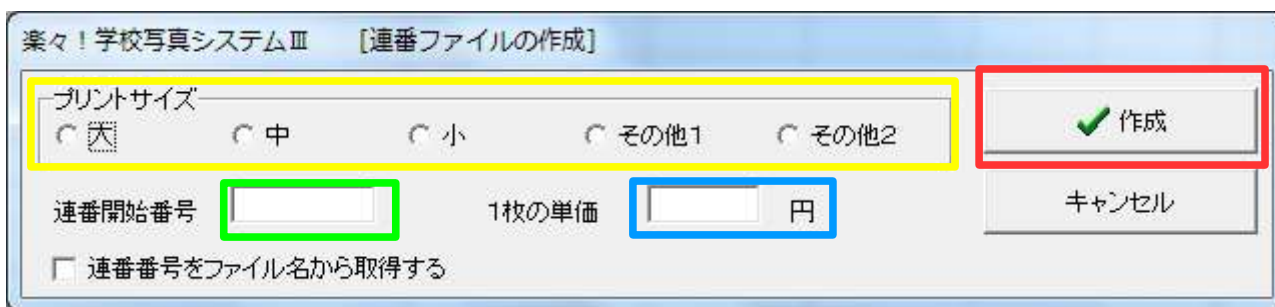 楽々！学校写真システムⅢ　[連番ファイルの作成]
プリントサイズ
大　中　小　その他1　その他2
作成
連番開始番号　1枚の単価　円
キャンセル
連番番号をファイル名から取得する